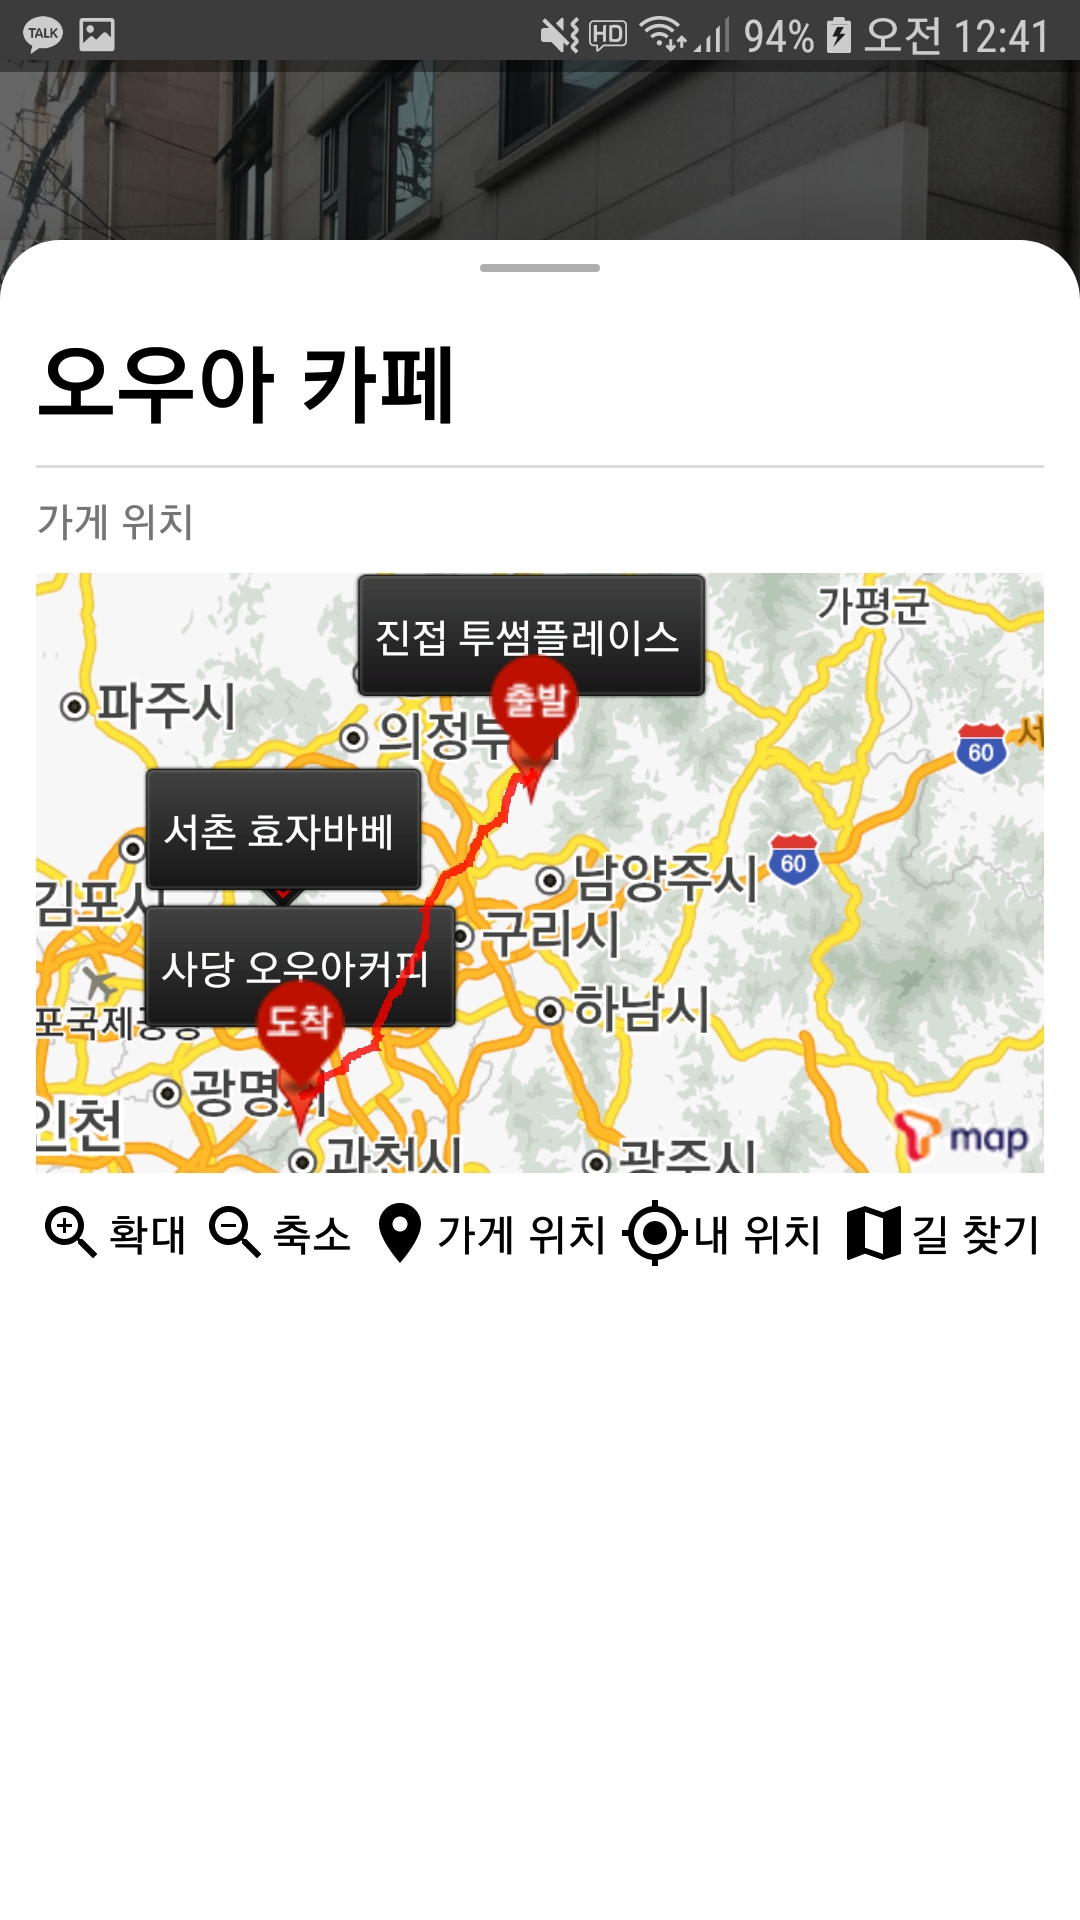 TALK HD 94% 오전 12:41
오우아 카페
가게 위치
가평군
진접 투썸플레이스
출발
파주시
의정부
60
서촌 효자바베
60
남양주시
김포시
구리시
사당 오우아커피
하남시
도착
포국제공항
광명시
인천
map
과천시
광주시
확대 축소 가게 위치 내 위치 길 찾기